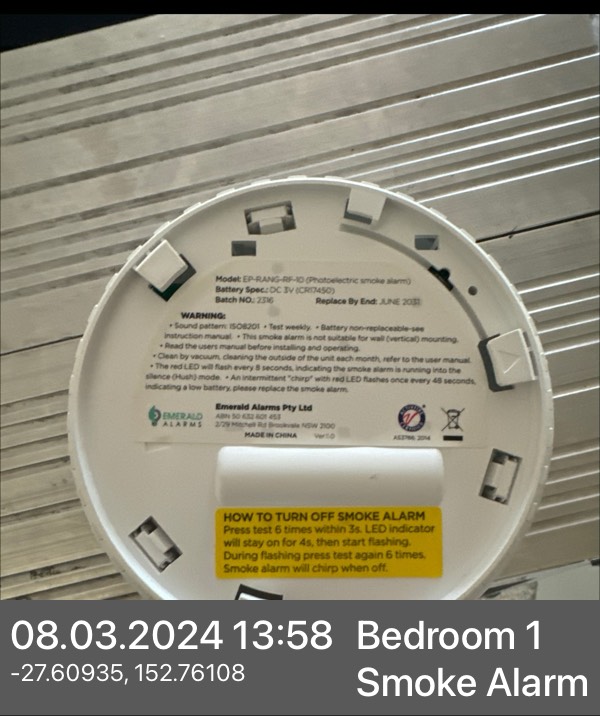 Model: EP-RANG-RF-10 (Photoelectric smoke alarm)
Battery Spec.: DC 3V (CR17450)
Batch NO.: 2316 Replace By End: JUNE 2033
WARNING:
• Sound pattern: ISO8201 • Test weekly. • Battery non-replaceable-see
instruction manual. • This smoke alarm is not suitable for wall (vertical) mounting.
• Read the users manual before installing and operating.
• Clean by vacuum, cleaning the outside of the unit each month, refer to the user manual.
• The red LED will flash every 8 seconds, indicating the smoke alarm is running into the
silence (Hush) mode. • An intermittent "chirp" with red LED flashes once every 48 seconds,
indicating a low battery, please replace the smoke alarm.
EMERALD
ALARMS
Emerald Alarms Pty Ltd
ABN 50 632 601 453
2/29 Mitchell Rd Brookvale NSW 2100
MADE IN CHINA Ver1.0
AS3786: 2014
HOW TO TURN OFF SMOKE ALARM
Press test 6 times within 3s. LED indicator
will stay on for 4s, then start flashing.
During flashing press test again 6 times.
Smoke alarm will chirp when off.
08.03.2024 13:58
-27.60935, 152.76108
Bedroom 1
Smoke Alarm